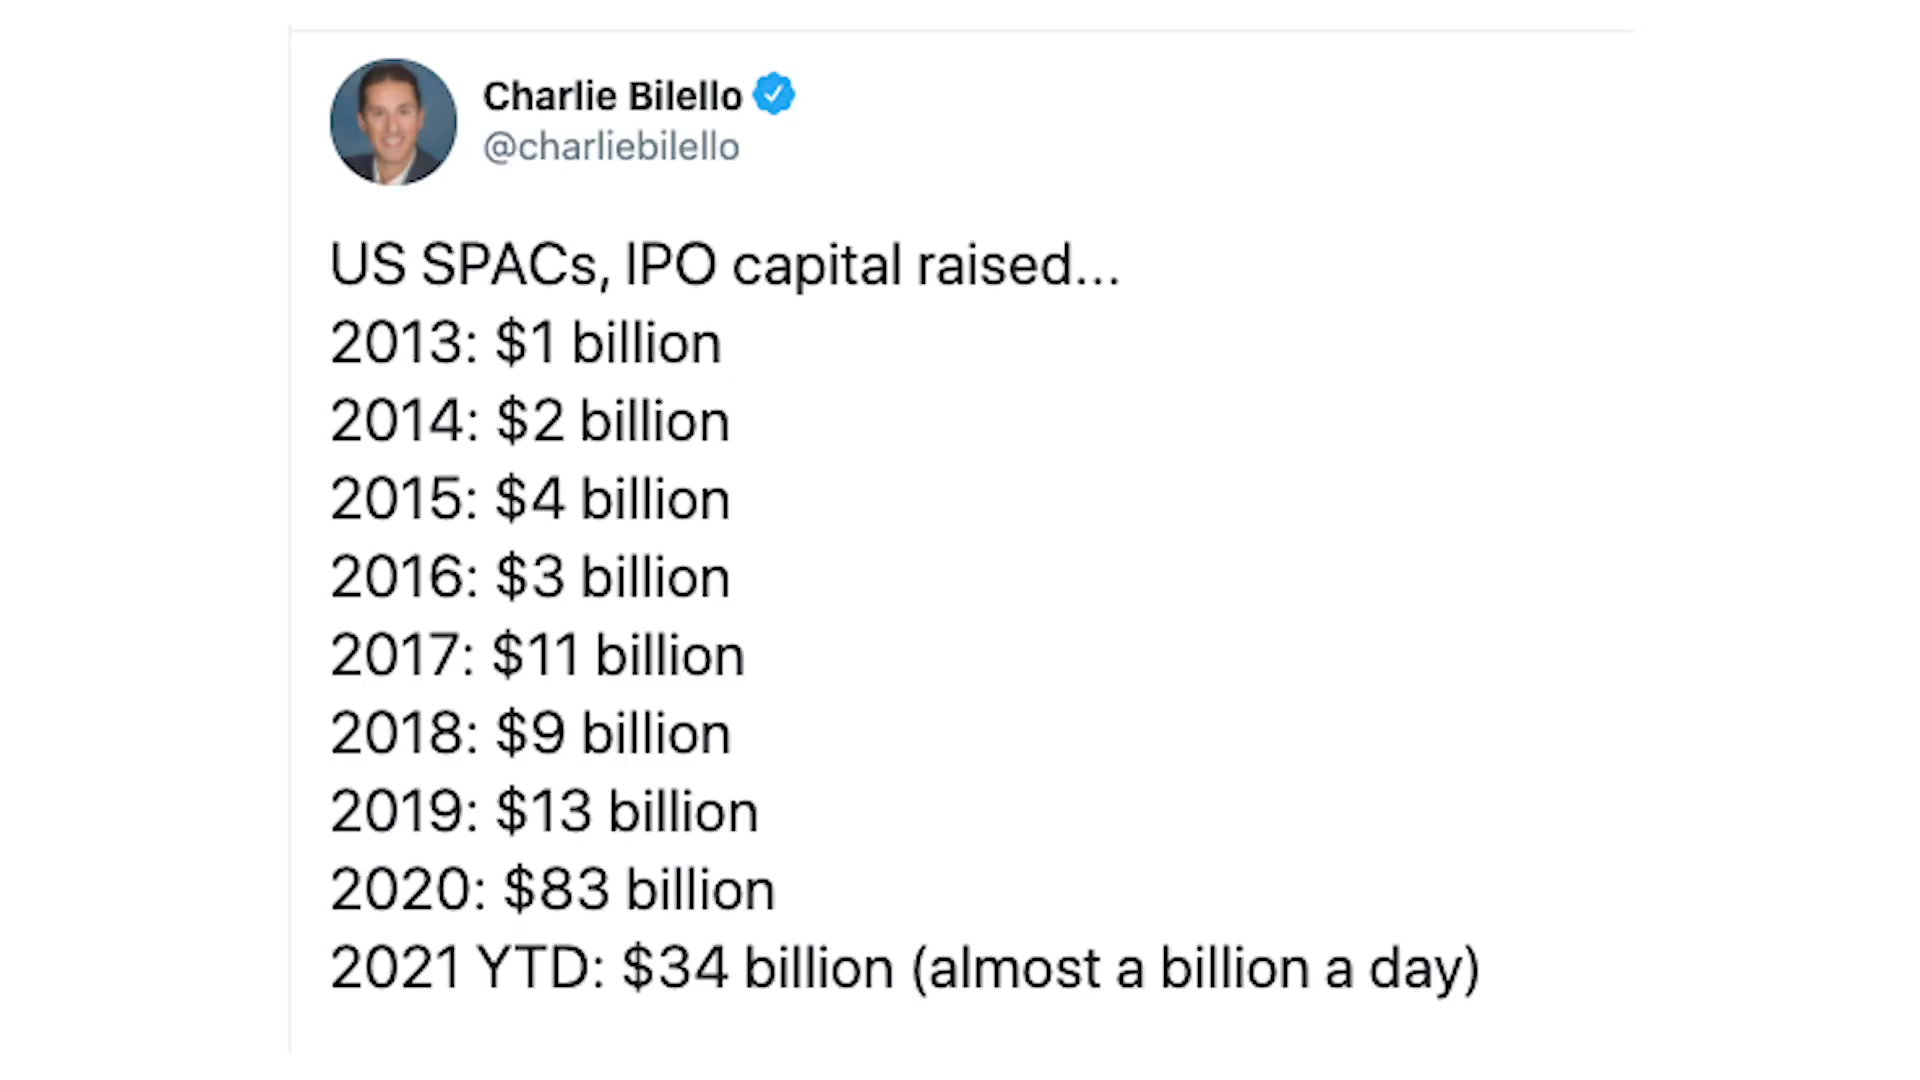 Charlie Bilello
@charliebilello
US SPACs, IPO capital raised...
2013: $1 billion
2014: $2 billion
2015: $4 billion
2016: $3 billion
2017: $11 billion
2018: $9 billion
2019: $13 billion
2020: $83 billion
2021 YTD: $34 billion (almost a billion a day)